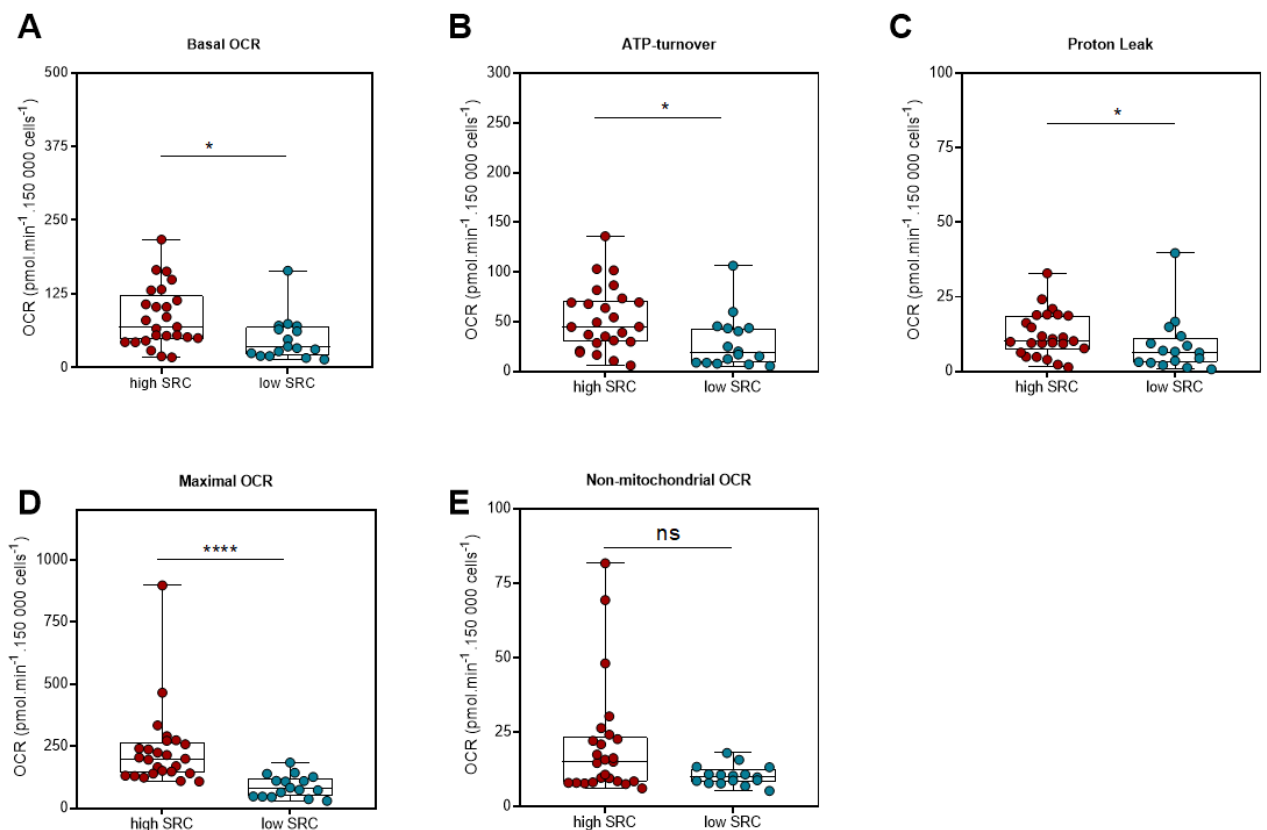 A
Basal OCR
OCR (pmol.min⁻¹.150 000 cells⁻¹)
500
375
250
125
0
*
high SRC
low SRC
B
ATP-turnover
OCR (pmol.min⁻¹.150 000 cells⁻¹)
300
250
200
150
100
50
0
*
high SRC
low SRC
C
Proton Leak
OCR (pmol.min⁻¹.150 000 cells⁻¹)
100
75
50
25
0
*
high SRC
low SRC
D
Maximal OCR
OCR (pmol.min⁻¹.150 000 cells⁻¹)
1000
750
500
250
0
****
high SRC
low SRC
E
Non-mitochondrial OCR
OCR (pmol.min⁻¹.150 000 cells⁻¹)
100
75
50
25
0
ns
high SRC
low SRC